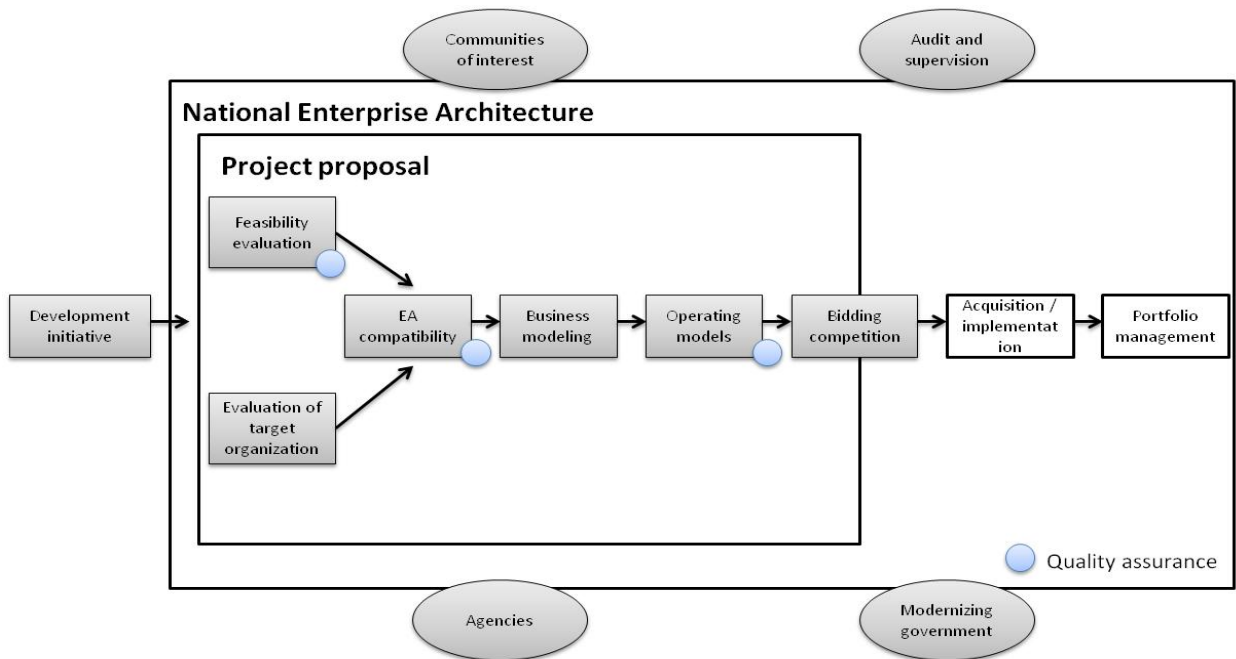 Communities
of interest
Audit and
supervision
National Enterprise Architecture
Project proposal
Feasibility
evaluation
Development
initiative
EA
compatibility
Business
modeling
Operating
models
Bidding
competition
Acquisition /
implementat
ion
Portfolio
management
Evaluation of
target
organization
Quality assurance
Agencies
Modernizing
government